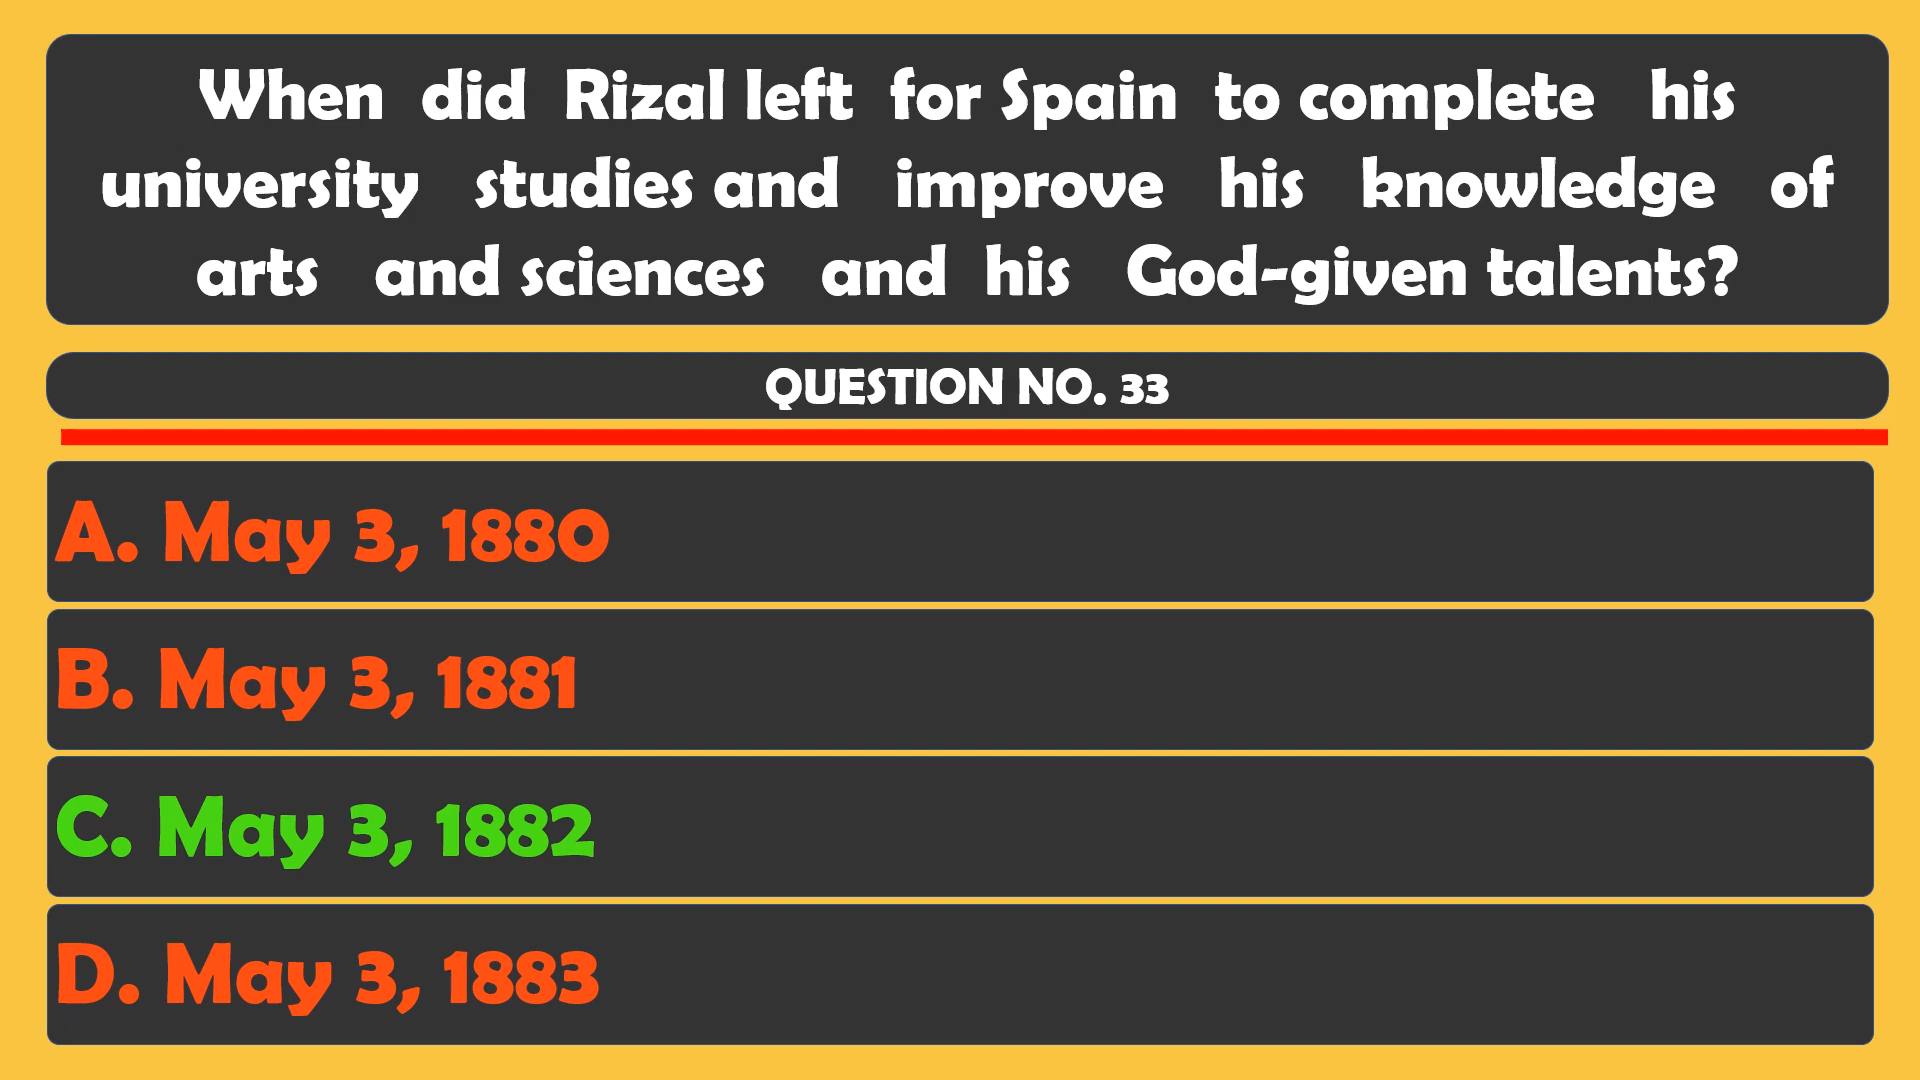 When did Rizal left for Spain to complete his
university studies and improve his knowledge of
arts and sciences and his God-given talents?
QUESTION NO. 33
A. May 3, 1880
B. May 3, 1881
C. May 3, 1882
D. May 3, 1883